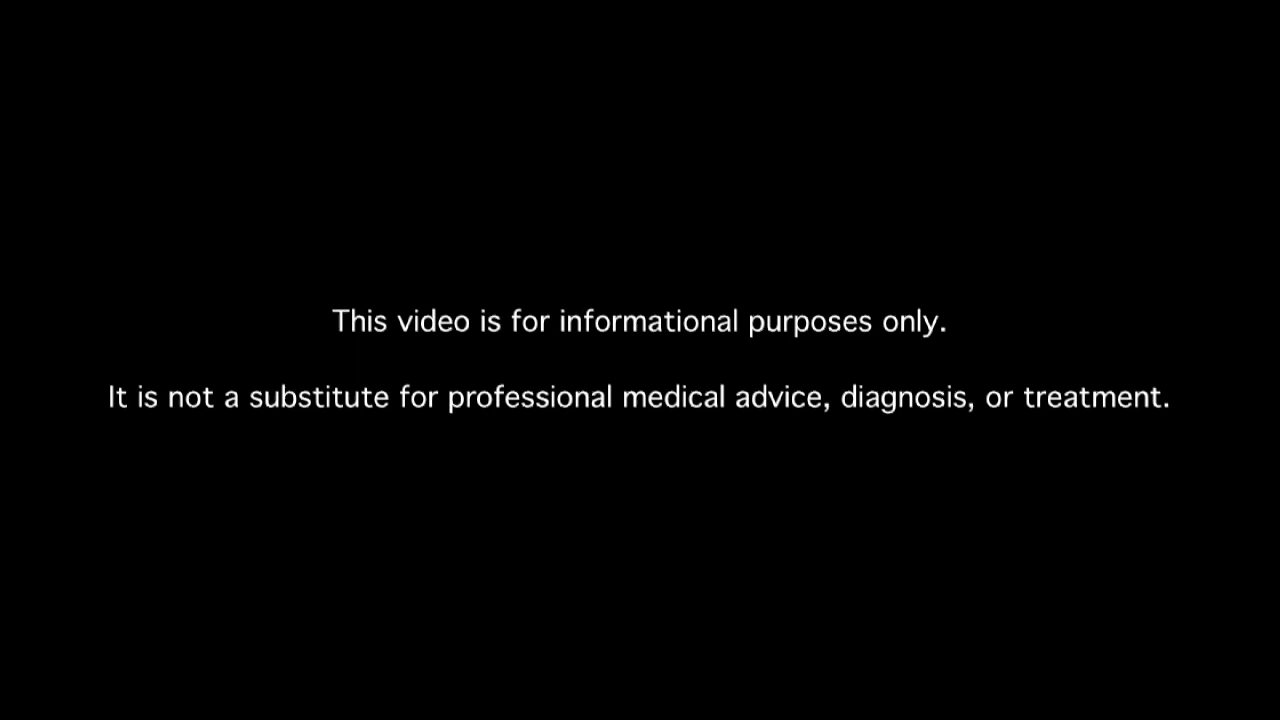 This video is for informational purposes only.
It is not a substitute for professional medical advice, diagnosis, or treatment.